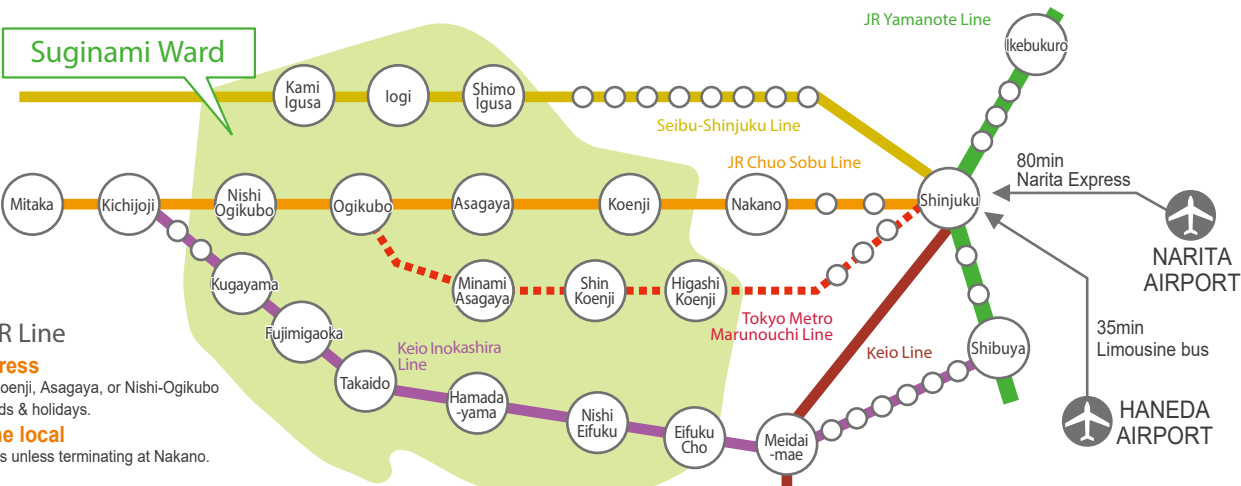 Suginami Ward
JR Yamanote Line
Ikebukuro
Kami
Igusa
Iogi
Shimo
Igusa
Seibu-Shinjuku Line
JR Chuo Sobu Line
80min
Narita Express
Mitaka
Kichijoji
Nishi
Ogikubo
Ogikubo
Asagaya
Koenji
Nakano
Shinjuku
NARITA
AIRPORT
Kugayama
Minami
Asagaya
Shin
Koenji
Higashi
Koenji
Tokyo Metro
Marunouchi Line
Fujimigaoka
Keio Inokashira
Line
Keio Line
Shibuya
35min
Limousine bus
R Line
ress
oenji, Asagaya, or Nishi-Ogikubo
ds & holidays.
ne local
s unless terminating at Nakano.
Takaido
Hamada
-yama
Nishi
Eifuku
Eifuku
Cho
Meidai
-mae
HANEDA
AIRPORT